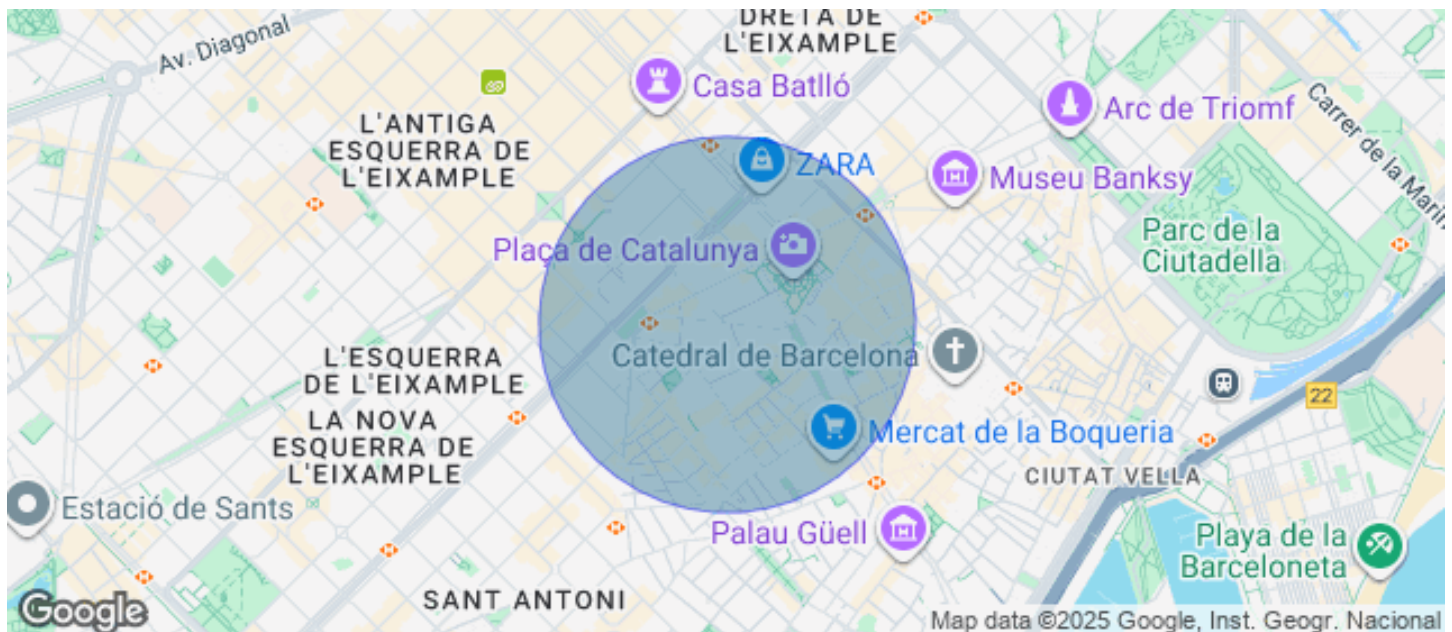 DRETA DE
L'EIXAMPLE
Av. Diagonal
Casa Batlló
Arc de Triomf
Carrer de la Marin
L'ANTIGA
ESQUERRA DE
L'EIXAMPLE
ZARA
Museu Banksy
Plaça de Catalunya
Parc de la
Ciutadella
L'ESQUERRA
DE L'EIXAMPLE
Catedral de Barcelona
22
LA NOVA
ESQUERRA DE
L'EIXAMPLE
Mercat de la Boqueria
CIUTAT VELLA
Estació de Sants
Palau Güell
Playa de la
Barceloneta
SANT ANTONI
Google
Map data ©2025 Google, Inst. Geogr. Nacional